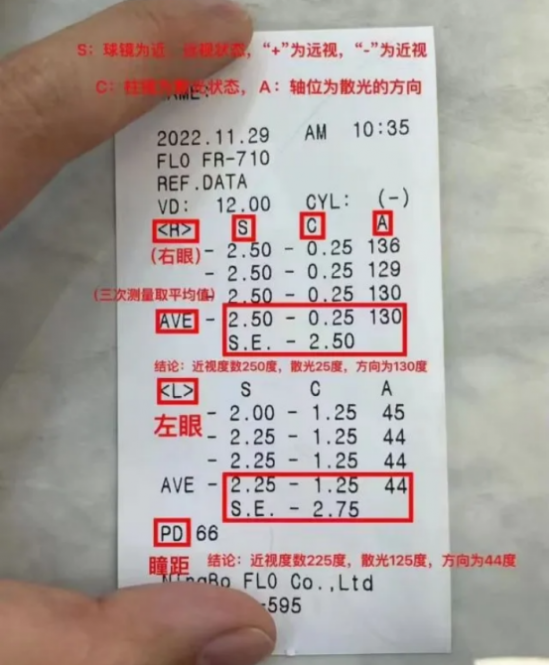 S：球镜为近 远视状态，“+”为远视，“-”为近视
C：柱镜为散光状态，A：轴位为散光的方向
NAME:
2022.11.29 AM 10:35
FLO FR-710
REF.DATA
VD: 12.00 CYL: (-)
<R> S C A
(右眼) - 2.50 - 0.25 136
- 2.50 - 0.25 129
(三次测量取平均值) - 2.50 - 0.25 130
AVE - 2.50 - 0.25 130
S.E. - 2.50
结论：近视度数250度，散光25度，方向为130度
<L> S C A
左眼 - 2.00 - 1.25 45
- 2.25 - 1.25 44
- 2.25 - 1.25 44
AVE - 2.25 - 1.25 44
S.E. - 2.75
PD 66
瞳距 结论：近视度数225度，散光125度，方向为44度
NingBo FLO Co.,Ltd
-595